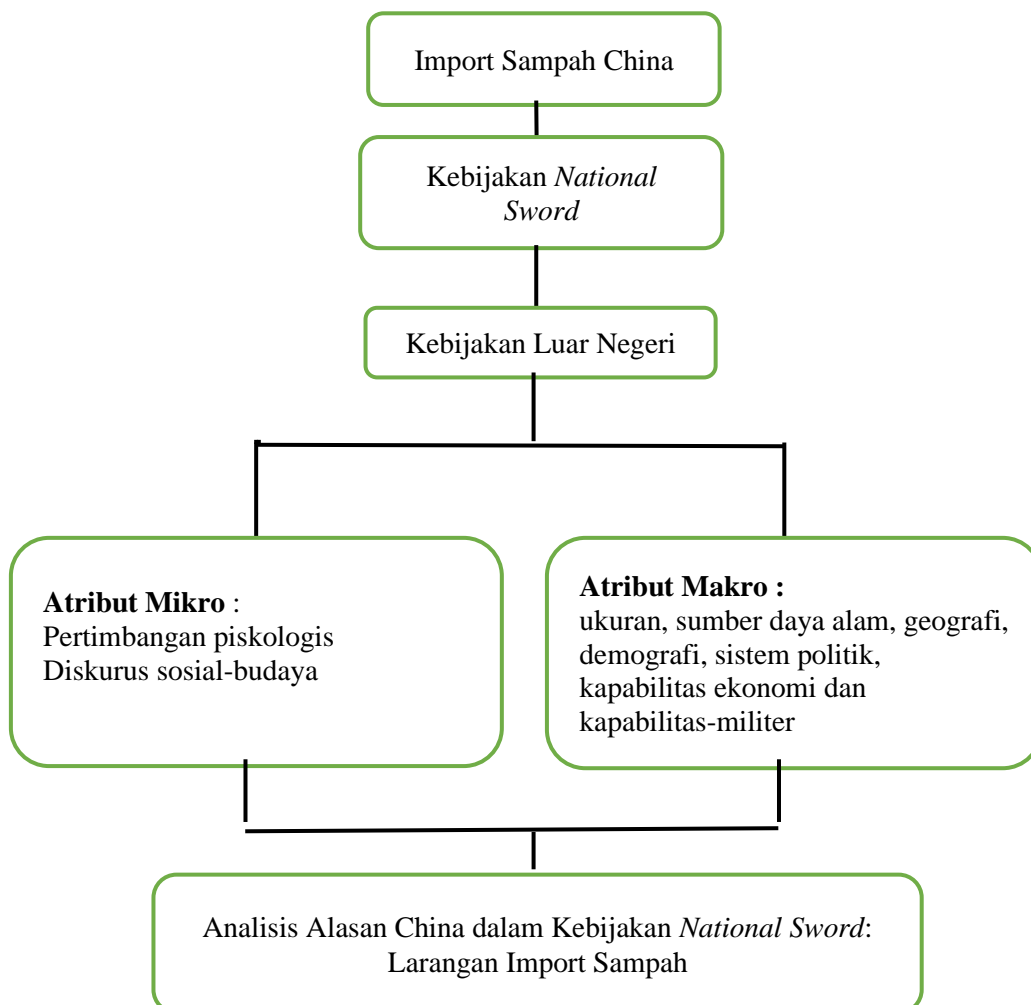 Import Sampah China
Kebijakan National
Sword
Kebijakan Luar Negeri
Atribut Mikro :
Pertimbangan piskologis
Diskurus sosial-budaya
Atribut Makro :
ukuran, sumber daya alam, geografi,
demografi, sistem politik,
kapabilitas ekonomi dan
kapabilitas-militer
Analisis Alasan China dalam Kebijakan National Sword:
Larangan Import Sampah